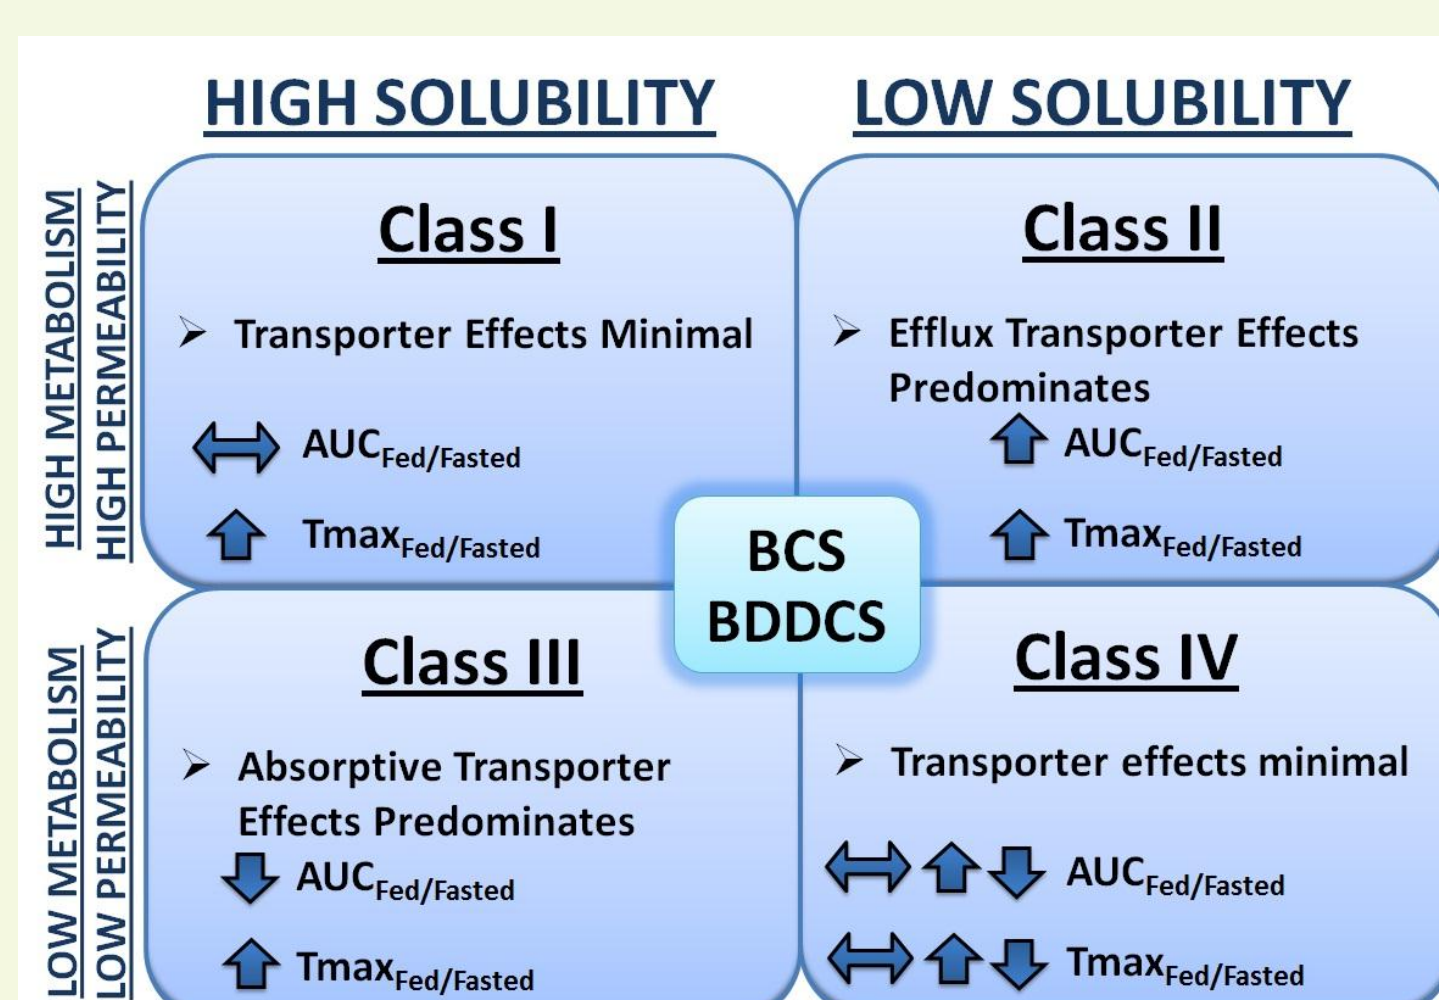 HIGH SOLUBILITY
LOW SOLUBILITY
HIGH METABOLISM
HIGH PERMEABILITY
Class I
➢ Transporter Effects Minimal
AUCFed/Fasted
TmaxFed/Fasted
Class II
➢ Efflux Transporter Effects
Predominates
AUCFed/Fasted
TmaxFed/Fasted
BCS
BDDCS
LOW METABOLISM
LOW PERMEABILITY
Class III
➢ Absorptive Transporter
Effects Predominates
AUCFed/Fasted
TmaxFed/Fasted
Class IV
➢ Transporter effects minimal
AUCFed/Fasted
TmaxFed/Fasted